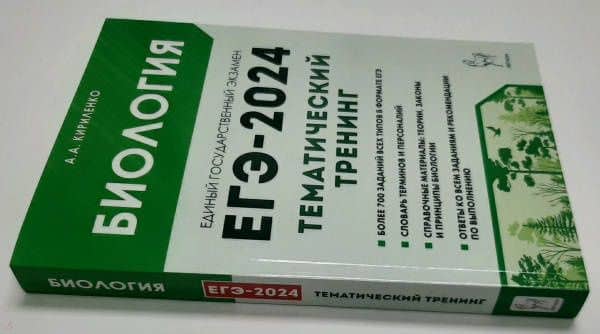 А.А. КИРИЛЕНКО
БИОЛОГИЯ
ЕДИНЫЙ ГОСУДАРСТВЕННЫЙ ЭКЗАМЕН
ЕГЭ-2024
ТЕМАТИЧЕСКИЙ
ТРЕНИНГ
БОЛЕЕ 700 ЗАДАНИЙ ВСЕХ ТИПОВ В ФОРМАТЕ ЕГЭ
СЛОВАРЬ ТЕРМИНОВ И ПЕРСОНАЛИЙ
СПРАВОЧНЫЕ МАТЕРИАЛЫ: ТЕОРИИ, ЗАКОНЫ
И ПРИНЦИПЫ БИОЛОГИИ
ОТВЕТЫ КО ВСЕМ ЗАДАНИЯМ И РЕКОМЕНДАЦИИ
ПО ВЫПОЛНЕНИЮ
БИОЛОГИЯ ЕГЭ-2024 ТЕМАТИЧЕСКИЙ ТРЕНИНГ